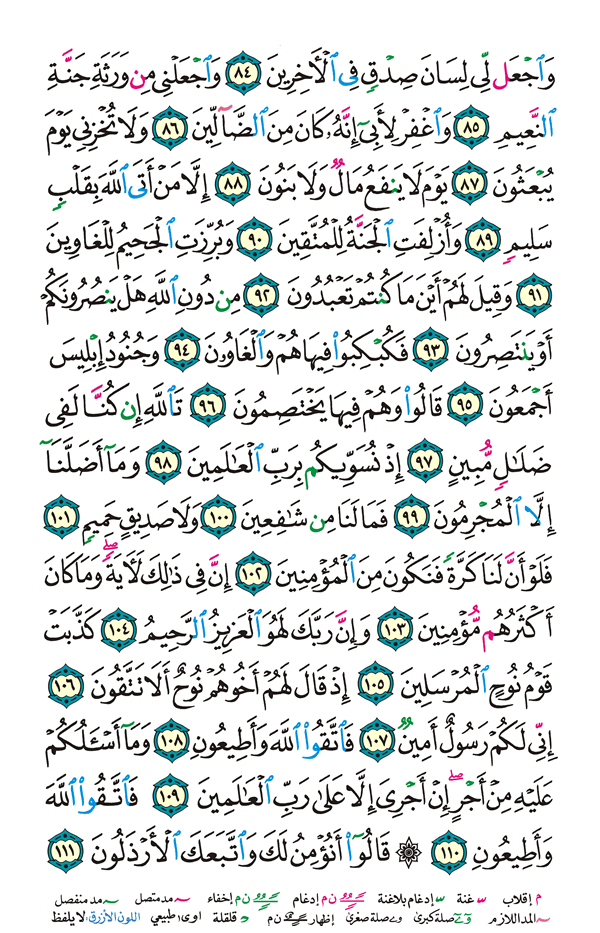 وَٱجْعَل لِّى لِسَانَ صِدْقٍ فِى ٱلْـَٔاخِرِينَ ٨٤ وَٱجْعَلْنِى مِن وَرَثَةِ جَنَّةِ
ٱلنَّعِيمِ ٨٥ وَٱغْفِرْ لِأَبِىٓ إِنَّهُۥ كَانَ مِنَ ٱلضَّآلِّينَ ٨٦ وَلَا تُخْزِنِى يَوْمَ
يُبْعَثُونَ ٨٧ يَوْمَ لَا يَنفَعُ مَالٌ وَلَا بَنُونَ ٨٨ إِلَّا مَنْ أَتَى ٱللَّهَ بِقَلْبٍ
سَلِيمٍ ٨٩ وَأُزْلِفَتِ ٱلْجَنَّةُ لِلْمُتَّقِينَ ٩٠ وَبُرِّزَتِ ٱلْجَحِيمُ لِلْغَاوِينَ
٩١ وَقِيلَ لَهُمْ أَيْنَ مَا كُنتُمْ تَعْبُدُونَ ٩٢ مِن دُونِ ٱللَّهِ هَلْ يَنصُرُونَكُمْ
أَوْ يَنتَصِرُونَ ٩٣ فَكُبْكِبُوا۟ فِيهَا هُمْ وَٱلْغَاوُۥنَ ٩٤ وَجُنُودُ إِبْلِيسَ
أَجْمَعُونَ ٩٥ قَالُوا۟ وَهُمْ فِيهَا يَخْتَصِمُونَ ٩٦ تَٱللَّهِ إِن كُنَّا لَفِى
ضَلَـٰلٍ مُّبِينٍ ٩٧ إِذْ نُسَوِّيكُم بِرَبِّ ٱلْعَـٰلَمِينَ ٩٨ وَمَآ أَضَلَّنَآ
إِلَّا ٱلْمُجْرِمُونَ ٩٩ فَمَا لَنَا مِن شَـٰفِعِينَ ١٠٠ وَلَا صَدِيقٍ حَمِيمٍ ١٠١
فَلَوْ أَنَّ لَنَا كَرَّةً فَنَكُونَ مِنَ ٱلْمُؤْمِنِينَ ١٠٢ إِنَّ فِى ذَٰلِكَ لَـَٔايَةً ۖ وَمَا كَانَ
أَكْثَرُهُم مُّؤْمِنِينَ ١٠٣ وَإِنَّ رَبَّكَ لَهُوَ ٱلْعَزِيزُ ٱلرَّحِيمُ ١٠٤ كَذَّبَتْ
قَوْمُ نُوحٍ ٱلْمُرْسَلِينَ ١٠٥ إِذْ قَالَ لَهُمْ أَخُوهُمْ نُوحٌ أَلَا تَتَّقُونَ ١٠٦
إِنِّى لَكُمْ رَسُولٌ أَمِينٌ ١٠٧ فَٱتَّقُوا۟ ٱللَّهَ وَأَطِيعُونِ ١٠٨ وَمَآ أَسْـَٔلُكُمْ
عَلَيْهِ مِنْ أَجْرٍ ۖ إِنْ أَجْرِىَ إِلَّا عَلَىٰ رَبِّ ٱلْعَـٰلَمِينَ ١٠٩ فَٱتَّقُوا۟ ٱللَّهَ
وَأَطِيعُونِ ١١٠ ۞ قَالُوٓا۟ أَنُؤْمِنُ لَكَ وَٱتَّبَعَكَ ٱلْأَرْذَلُونَ ١١١
م إقلاب غنة إدغام بلاغنة ن م إدغام ن م إخفاء مد متصل مد منفصل
المد اللازم صلة كبرى صلة صغرى إظهار ن م قلقلة اوى: طبيعي اللون الأزرق: لا يلفظ